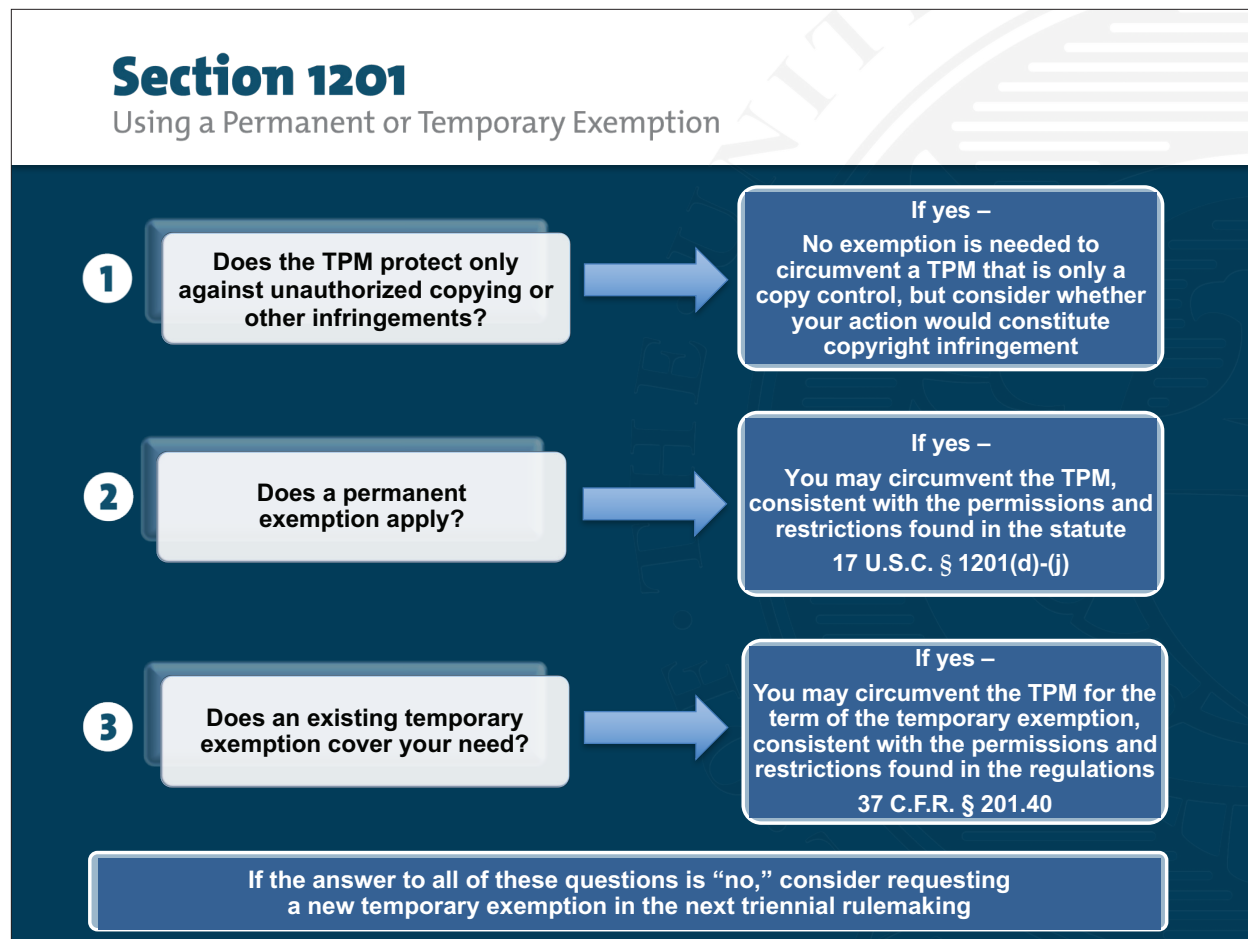 Section 1201
Using a Permanent or Temporary Exemption
1
Does the TPM protect only
against unauthorized copying or
other infringements?
If yes –
No exemption is needed to
circumvent a TPM that is only a
copy control, but consider whether
your action would constitute
copyright infringement
2
Does a permanent
exemption apply?
If yes –
You may circumvent the TPM,
consistent with the permissions and
restrictions found in the statute
17 U.S.C. § 1201(d)-(j)
3
Does an existing temporary
exemption cover your need?
If yes –
You may circumvent the TPM for the
term of the temporary exemption,
consistent with the permissions and
restrictions found in the regulations
37 C.F.R. § 201.40
If the answer to all of these questions is “no,” consider requesting
a new temporary exemption in the next triennial rulemaking